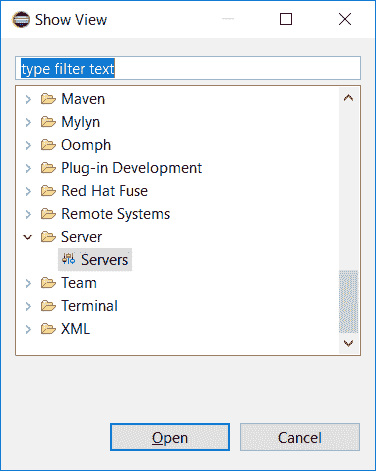 Show View
type filter text
Maven
Mylyn
Oomph
Plug-in Development
Red Hat Fuse
Remote Systems
Server
Servers
Team
Terminal
XML
Open
Cancel